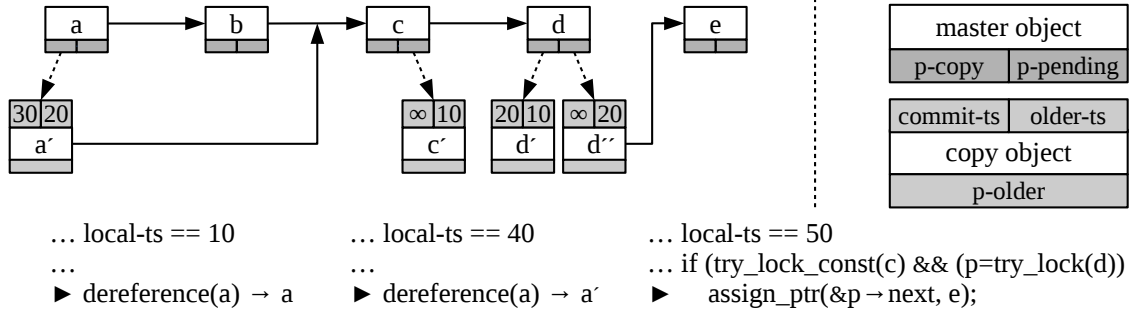 a b c d e
master object
p-copy p-pending
30 20 ∞ 10 20 10 ∞ 20
commit-ts older-ts
a´ c´ d´ d´´
copy object
p-older
… local-ts == 10
…
► dereference(a) → a
… local-ts == 40
…
► dereference(a) → a´
… local-ts == 50
… if (try_lock_const(c) && (p=try_lock(d))
► assign_ptr(&p→next, e);